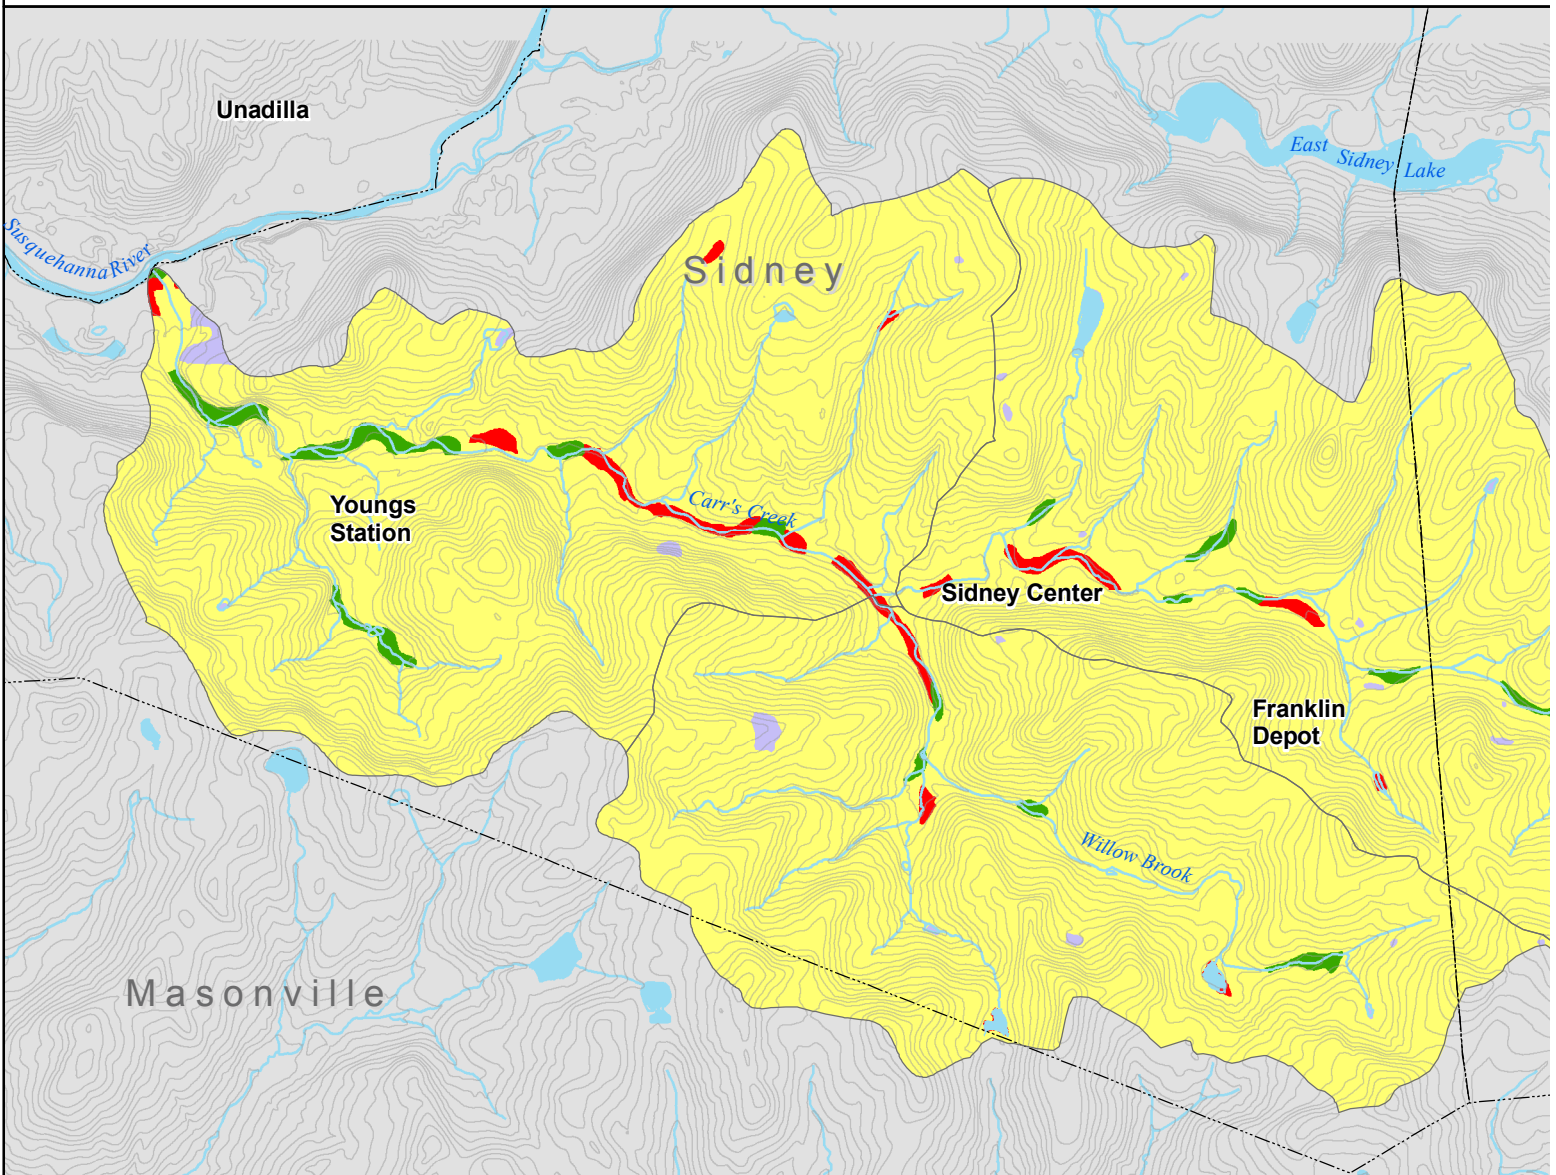 Unadilla
East Sidney Lake
Susquehanna River
Sidney
Youngs
Station
Carr's Creek
Sidney Center
Franklin
Depot
Willow Brook
Masonville